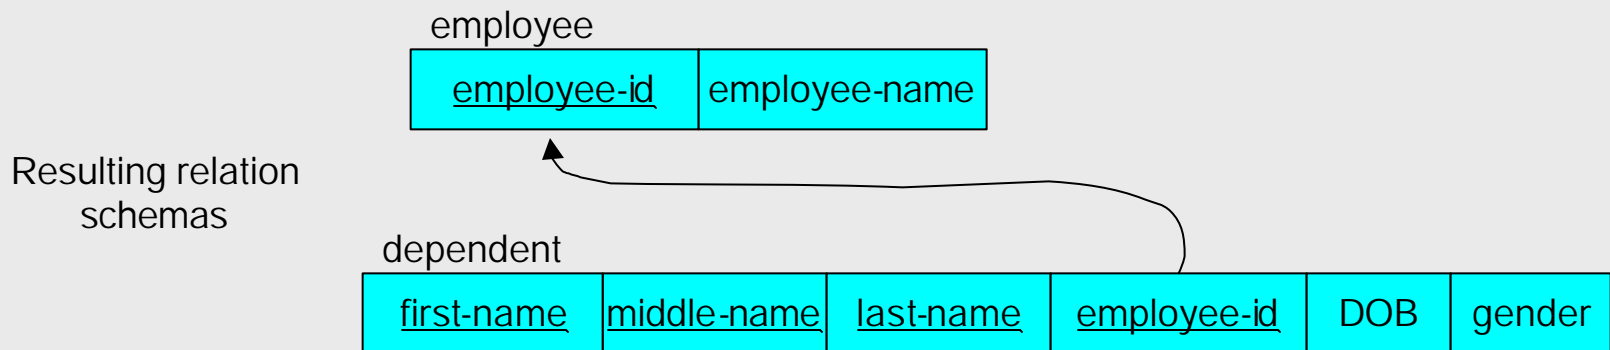 employee
employee-id employee-name
Resulting relation
schemas
dependent
first-name middle-name last-name employee-id DOB gender